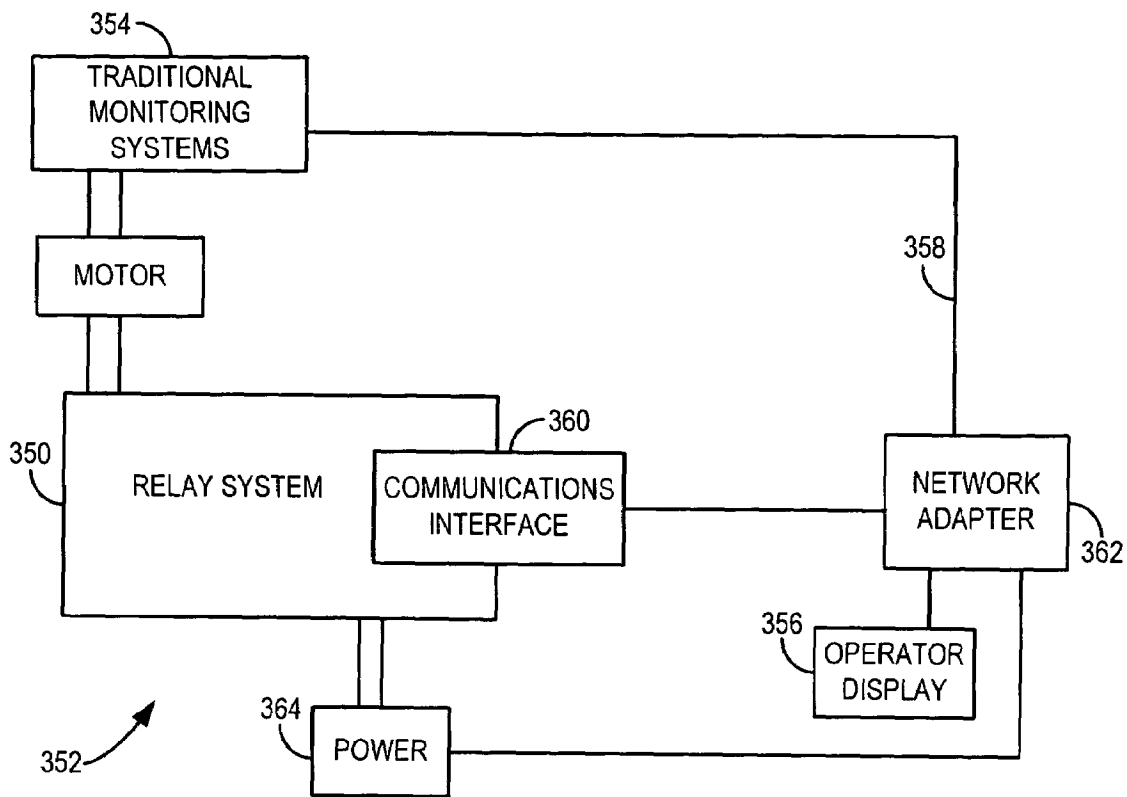 354
TRADITIONAL
MONITORING
SYSTEMS
MOTOR
358
360
350
RELAY SYSTEM
COMMUNICATIONS
INTERFACE
NETWORK
ADAPTER
362
356
OPERATOR
DISPLAY
364
POWER
352